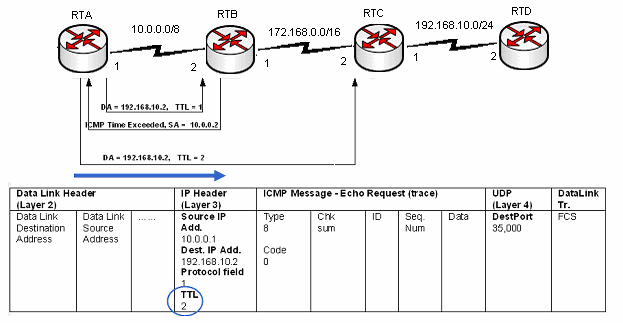 RTA
RTB
RTC
RTD
10.0.0.0/8
172.168.0.0/16
192.168.10.0/24
1
2
1
2
1
2
DA = 192.168.10.2, TTL = 1
ICMP Time Exceeded, SA = 10.0.0.2
DA = 192.168.10.2, TTL = 2
Data Link Header
(Layer 2)
IP Header
(Layer 3)
ICMP Message - Echo Request (trace)
UDP
(Layer 4)
DataLink
Tr.
Data Link
Destination
Address
Data Link
Source
Address
......
Source IP
Add.
10.0.0.1
Dest. IP Add.
192.168.10.2
Protocol field
1
TTL
2
Type
8
Code
0
Chk
sum
ID
Seq.
Num
Data
DestPort
35,000
FCS